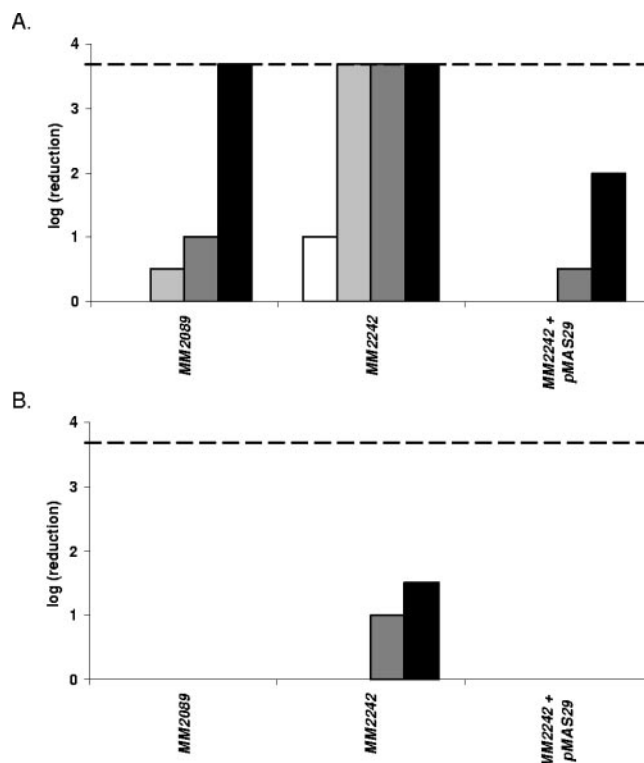 A.
4
3
2
1
0
log (reduction)
MM2089
MM2242
MM2242 +
pMAS29
B.
4
3
2
1
0
log (reduction)
MM2089
MM2242
MM2242 +
pMAS29